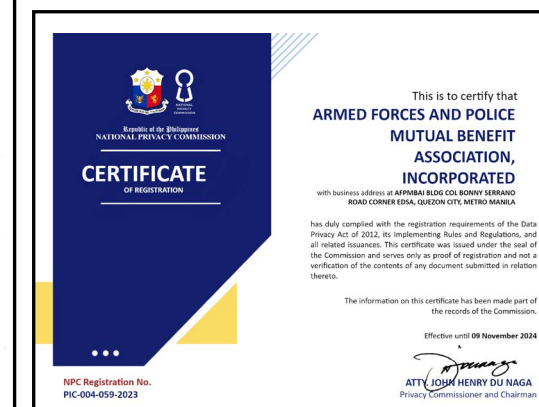 NATIONAL
PRIVACY
COMMISSION
Republic of the Philippines
NATIONAL PRIVACY COMMISSION
CERTIFICATE
OF REGISTRATION
NPC Registration No.
PIC-004-059-2023
This is to certify that
ARMED FORCES AND POLICE
MUTUAL BENEFIT
ASSOCIATION,
INCORPORATED
with business address at AFPMBAI BLDG COL BONNY SERRANO
ROAD CORNER EDSA, QUEZON CITY, METRO MANILA
has duly complied with the registration requirements of the Data
Privacy Act of 2012, its Implementing Rules and Regulations, and
all related issuances. This certificate was issued under the seal of
the Commission and serves only as proof of registration and not a
verification of the contents of any document submitted in relation
thereto.
The information on this certificate has been made part of
the records of the Commission.
Effective until 09 November 2024
ATTY. JOHN HENRY DU NAGA
Privacy Commissioner and Chairman